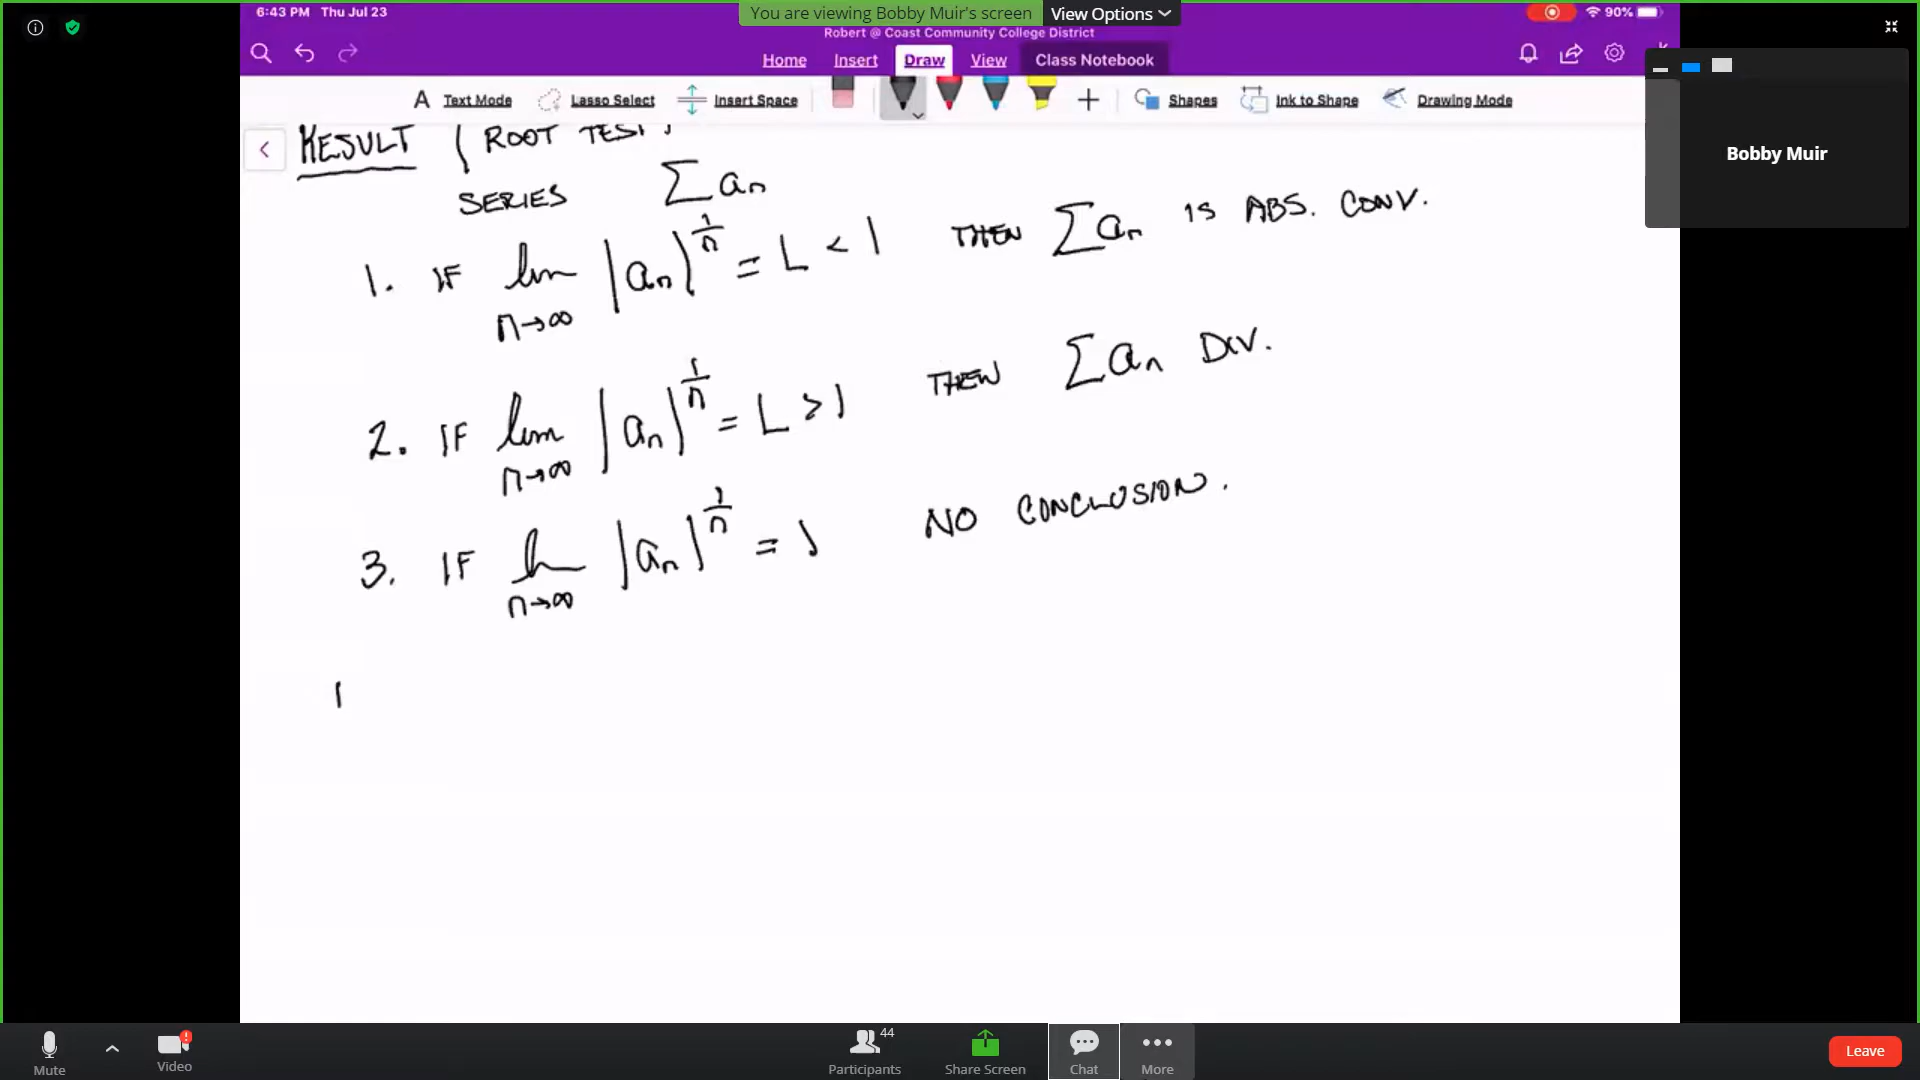 6:43 PM Thu Jul 23
You are viewing Bobby Muir's screen View Options
90%
Robert @ Coast Community College District
Home Insert Draw View Class Notebook
A Text Mode Lasso Select Insert Space Shapes Ink to Shape Drawing Mode
Bobby Muir
RESULT ( ROOT TEST)
SERIES ∑ aₙ
1. IF lim n→∞ |aₙ|^(1/n) = L < 1 THEN ∑ aₙ IS ABS. CONV.
2. IF lim n→∞ |aₙ|^(1/n) = L > 1 THEN ∑ aₙ DIV.
3. IF lim n→∞ |aₙ|^(1/n) = 1 NO CONCLUSION.
Mute Video Participants 44 Share Screen Chat More Leave